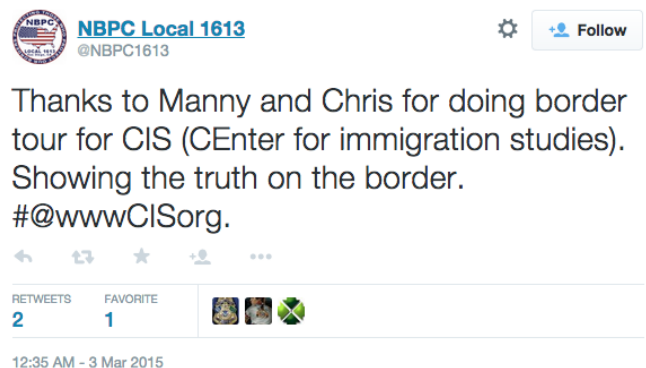 NBPC
NBPC Local 1613
@NBPC1613
Follow
Thanks to Manny and Chris for doing border
tour for CIS (CEnter for immigration studies).
Showing the truth on the border.
#@wwwCISorg.
RETWEETS FAVORITE
2 1
12:35 AM - 3 Mar 2015